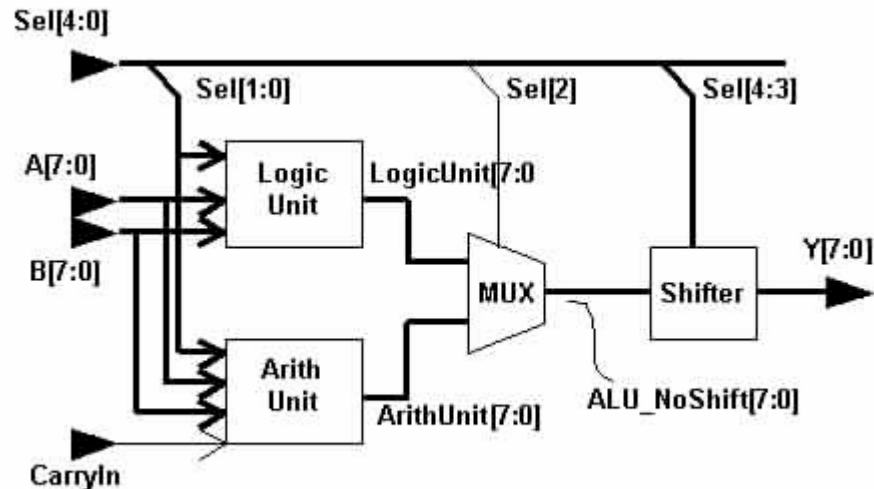 Sel[4:0]
Sel[1:0]
Sel[2]
Sel[4:3]
A[7:0]
B[7:0]
Logic
Unit
LogicUnit[7:0
MUX
Shifter
Y[7:0]
Arith
Unit
ArithUnit[7:0]
ALU_NoShift[7:0]
CarryIn